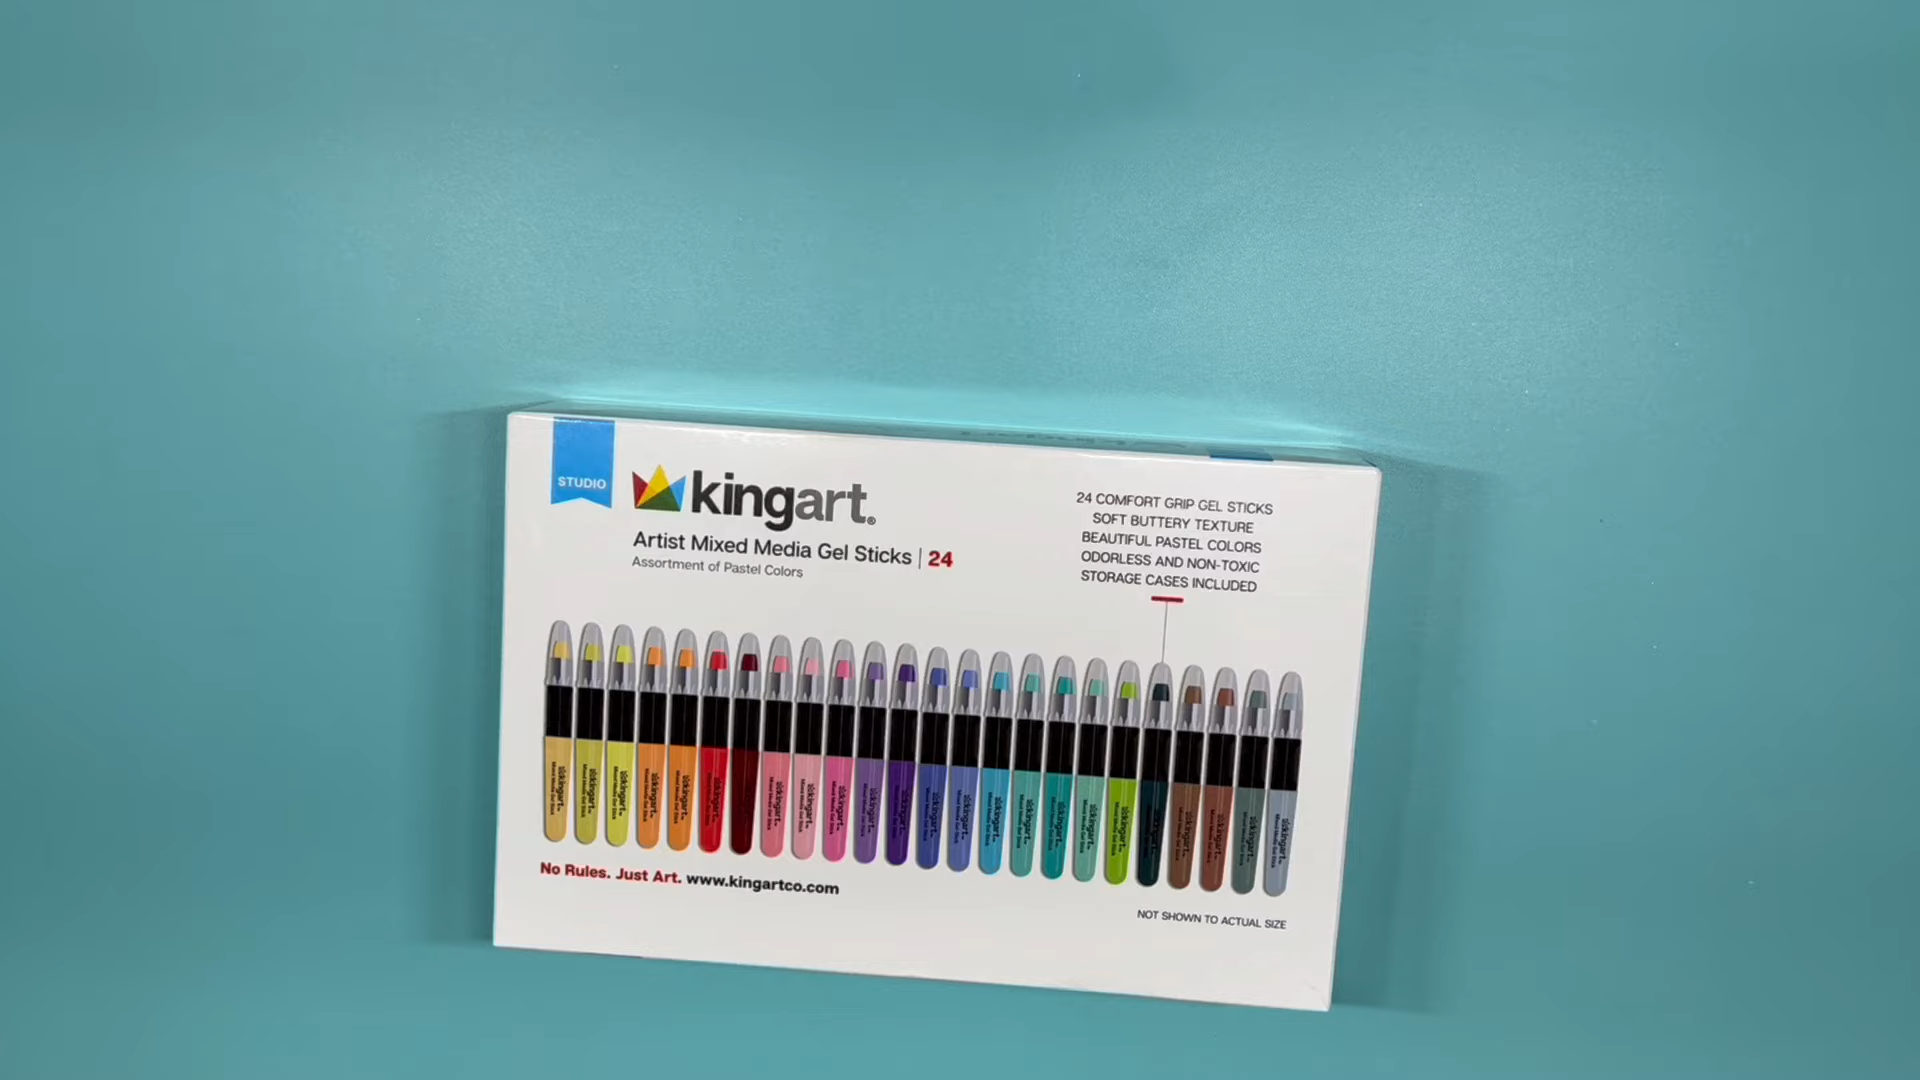 STUDIO
kingart®
Artist Mixed Media Gel Sticks | 24
Assortment of Pastel Colors
24 COMFORT GRIP GEL STICKS
SOFT BUTTERY TEXTURE
BEAUTIFUL PASTEL COLORS
ODORLESS AND NON-TOXIC
STORAGE CASES INCLUDED
No Rules. Just Art. www.kingartco.com
NOT SHOWN TO ACTUAL SIZE